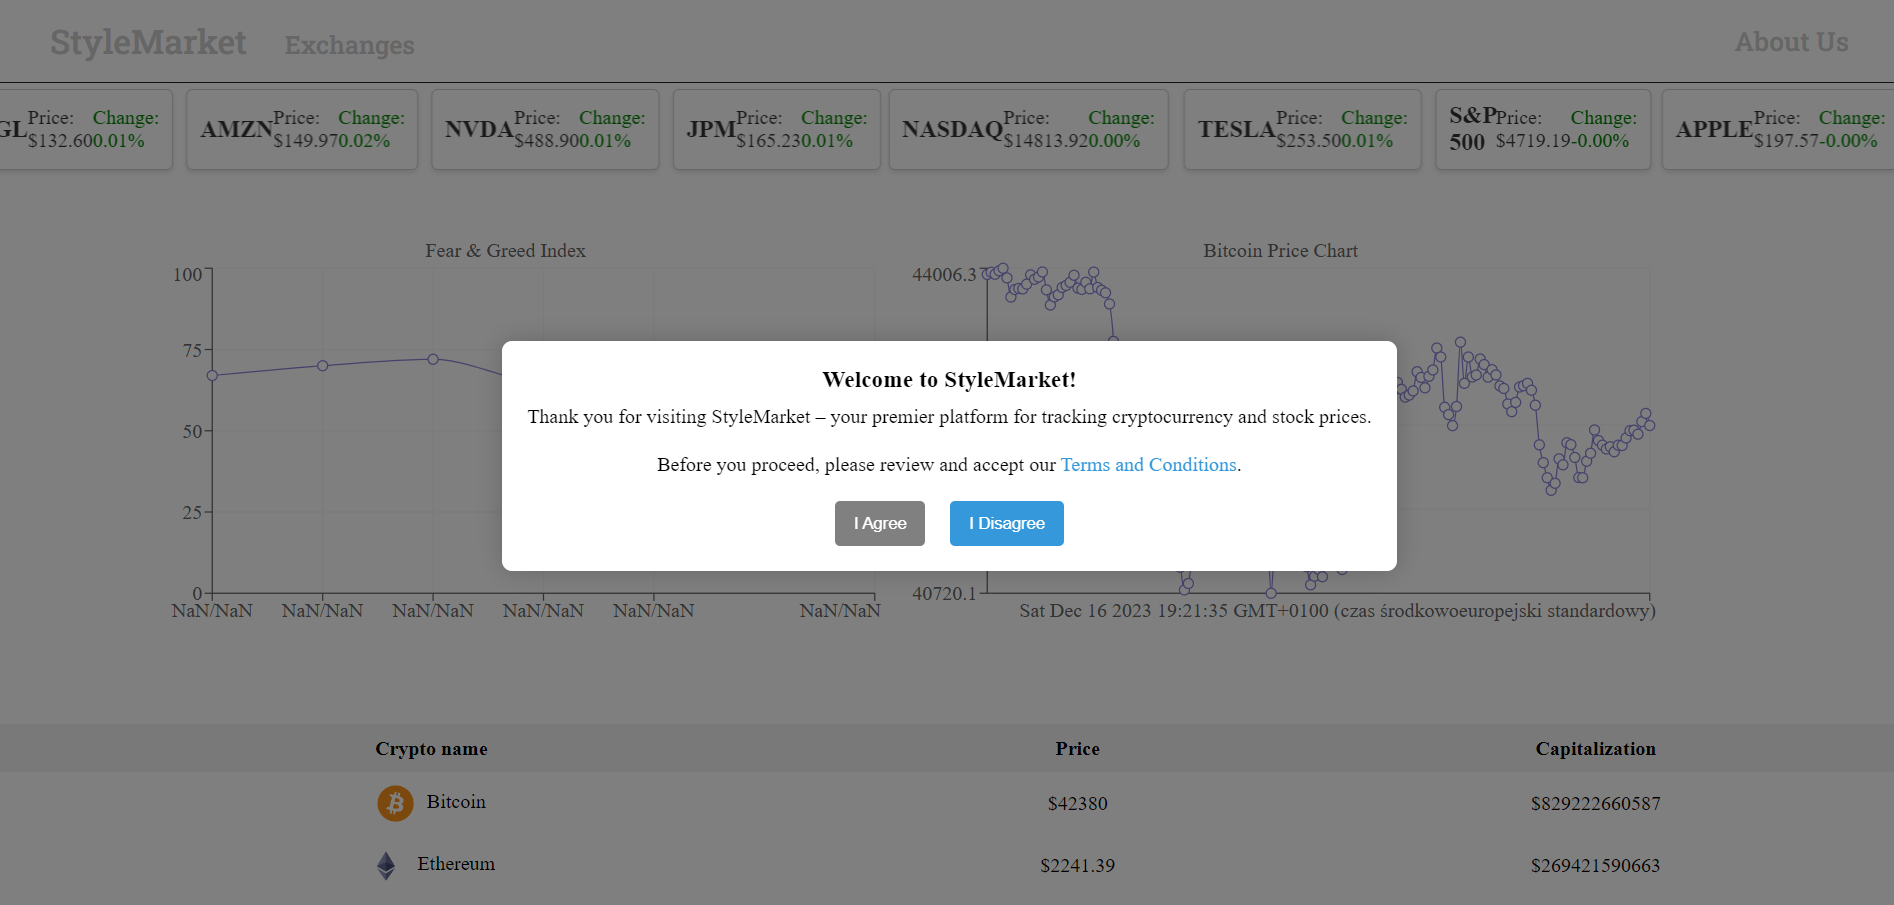 StyleMarket Exchanges About Us
GL Price: $132.60 Change: 0.01%
AMZN Price: $149.97 Change: 0.02%
NVDA Price: $488.90 Change: 0.01%
JPM Price: $165.23 Change: 0.01%
NASDAQ Price: $14813.92 Change: 0.00%
TESLA Price: $253.50 Change: 0.01%
S&P 500 Price: $4719.19 Change: -0.00%
APPLE Price: $197.57 Change: -0.00%
Fear & Greed Index
100
75
50
25
0
NaN/NaN NaN/NaN NaN/NaN NaN/NaN NaN/NaN NaN/NaN
Bitcoin Price Chart
44006.3
40720.1
Sat Dec 16 2023 19:21:35 GMT+0100 (czas środkowoeuropejski standardowy)
Welcome to StyleMarket!
Thank you for visiting StyleMarket – your premier platform for tracking cryptocurrency and stock prices.
Before you proceed, please review and accept our Terms and Conditions.
I Agree I Disagree
Crypto name Price Capitalization
Bitcoin $42380 $829222660587
Ethereum $2241.39 $269421590663